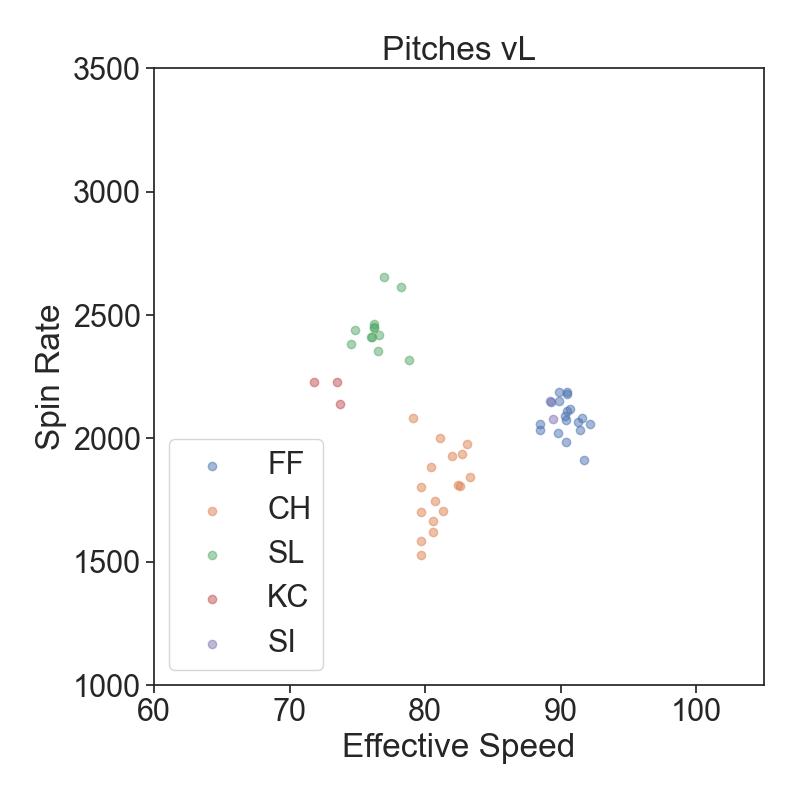 Pitches vL
3500
3000
2500
2000
1500
1000
Spin Rate
FF
CH
SL
KC
SI
60 70 80 90 100
Effective Speed